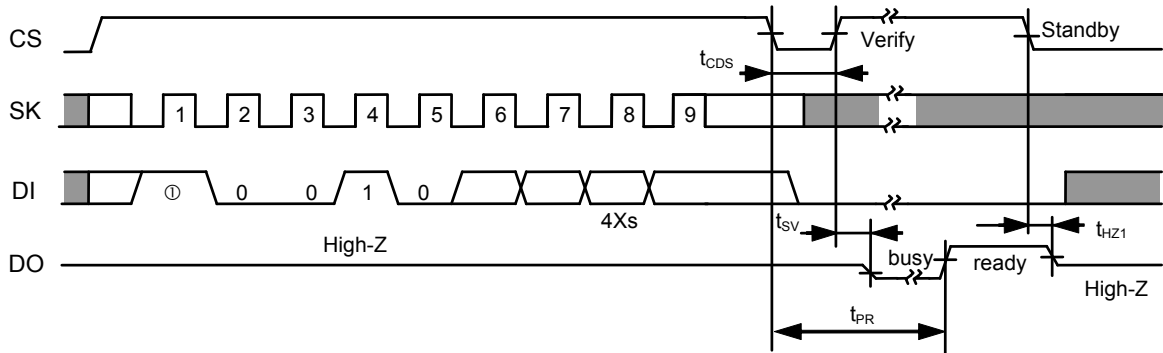 CS
Verify
Standby
tCDS
SK
1 2 3 4 5 6 7 8 9
DI
① 0 0 1 0
4Xs
tSV
tHZ1
High-Z
DO
busy
ready
High-Z
tPR